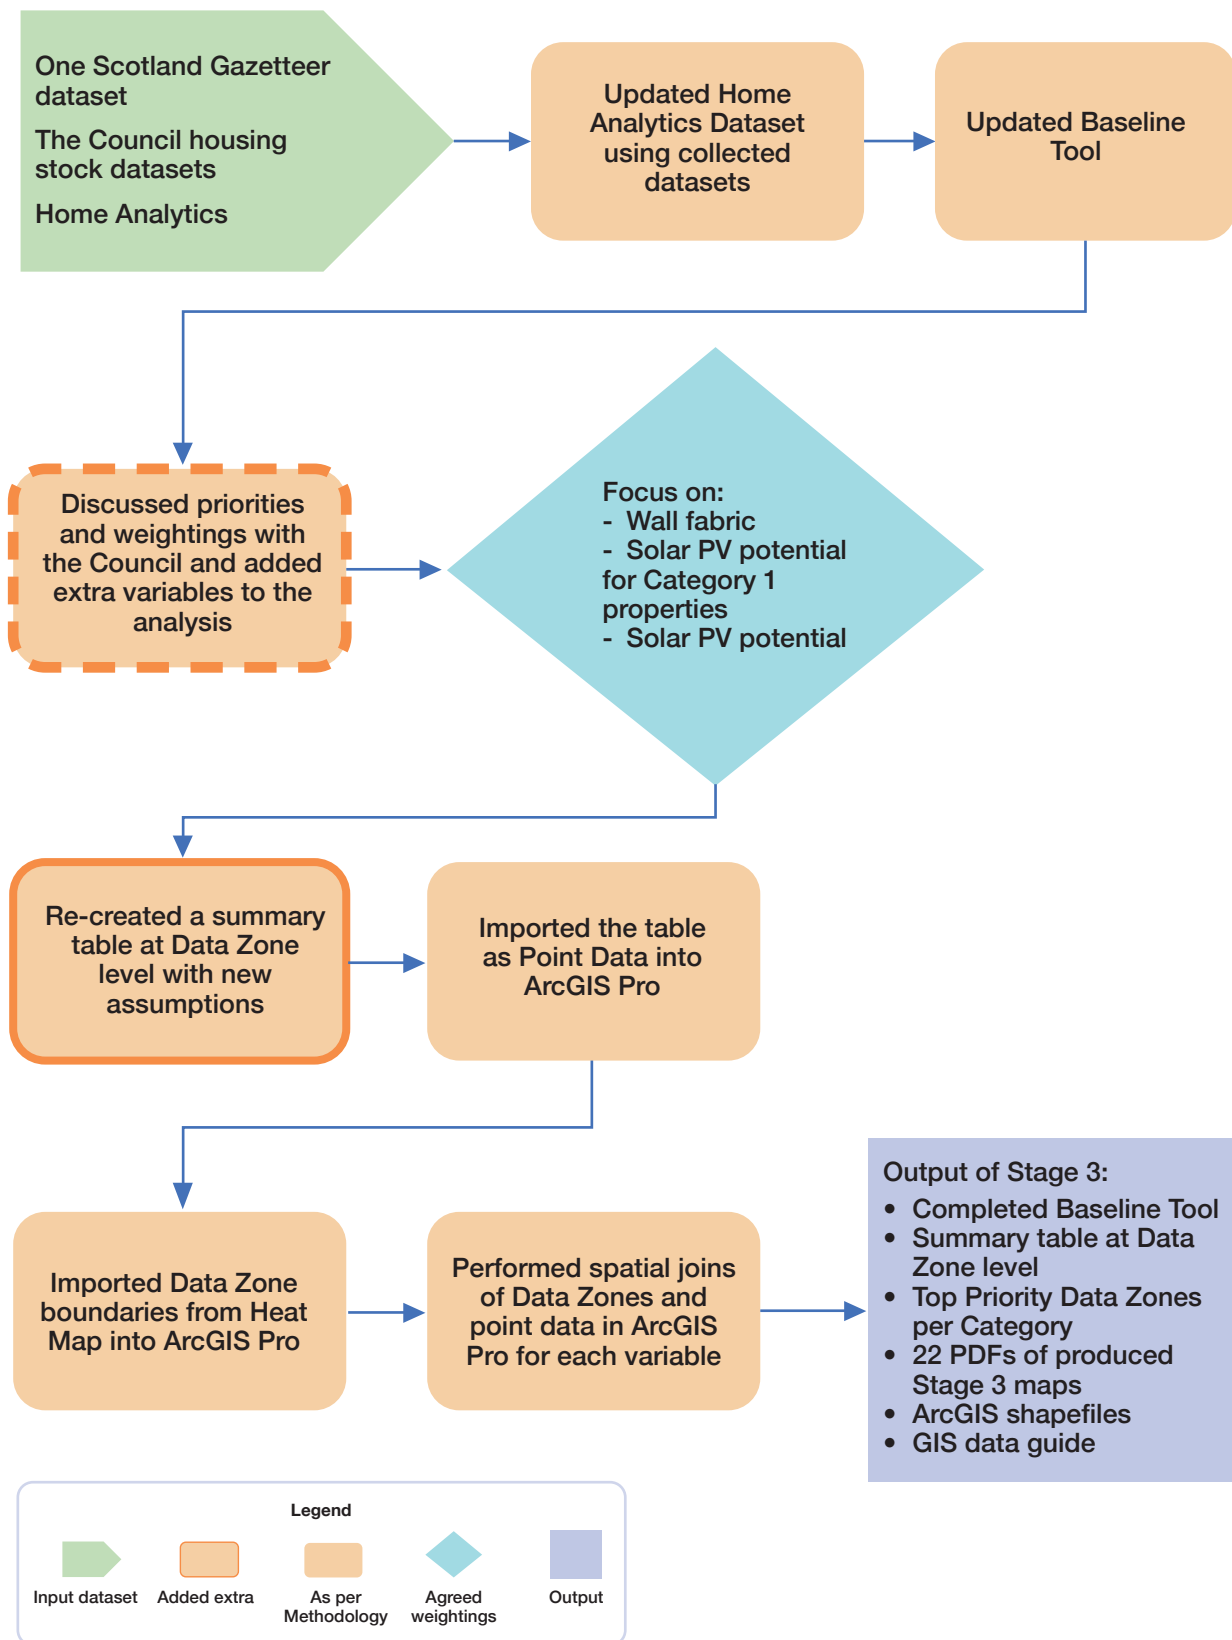 One Scotland Gazetteer
dataset
The Council housing
stock datasets
Home Analytics
Updated Home
Analytics Dataset
using collected
datasets
Updated Baseline
Tool
Discussed priorities
and weightings with
the Council and added
extra variables to the
analysis
Focus on:
- Wall fabric
- Solar PV potential
for Category 1
properties
- Solar PV potential
Re-created a summary
table at Data Zone
level with new
assumptions
Imported the table
as Point Data into
ArcGIS Pro
Imported Data Zone
boundaries from Heat
Map into ArcGIS Pro
Performed spatial joins
of Data Zones and
point data in ArcGIS
Pro for each variable
Output of Stage 3:
• Completed Baseline Tool
• Summary table at Data
Zone level
• Top Priority Data Zones
per Category
• 22 PDFs of produced
Stage 3 maps
• ArcGIS shapefiles
• GIS data guide
Legend
Input dataset
Added extra
As per
Methodology
Agreed
weightings
Output